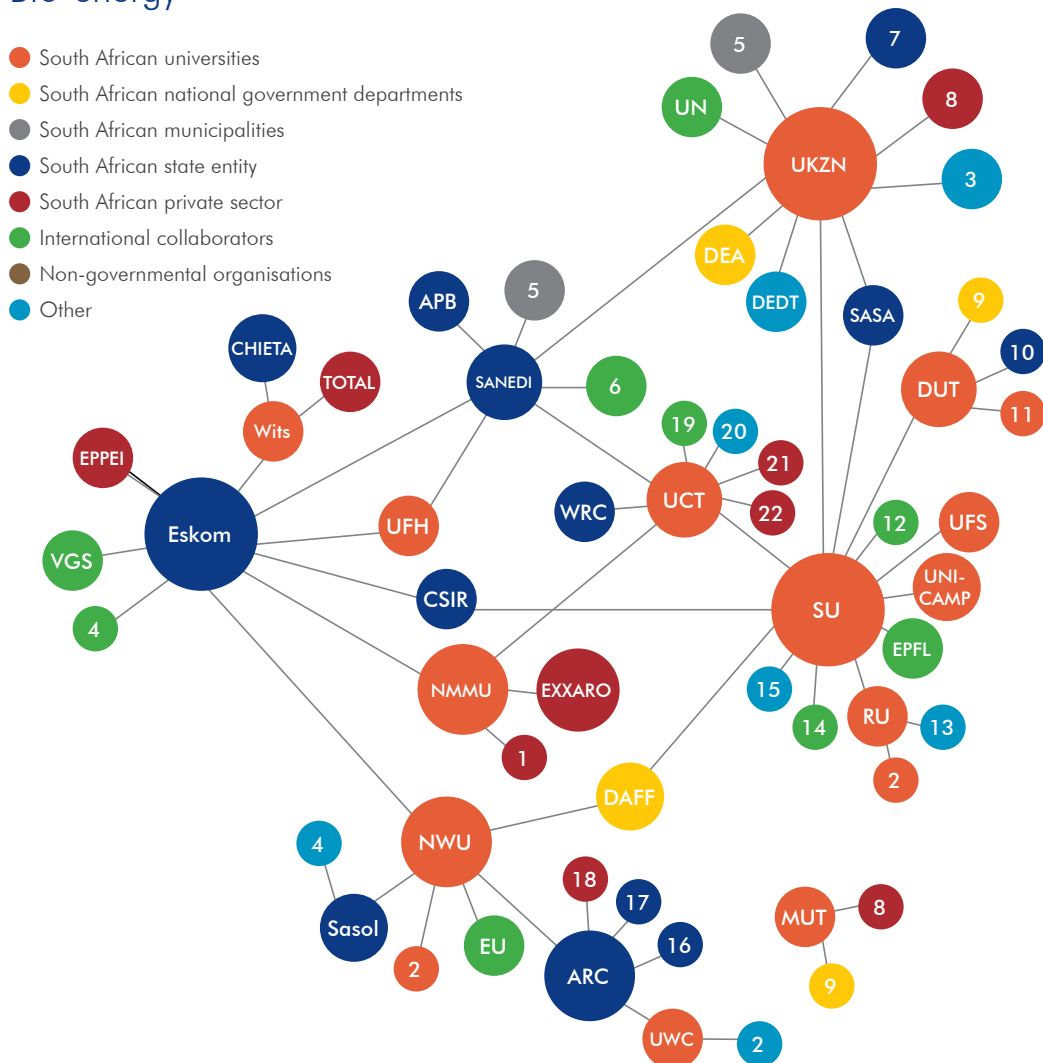 South African universities
South African national government departments
South African municipalities
South African state entity
South African private sector
International collaborators
Non-governmental organisations
Other
5
7
UN
8
UKZN
3
DEA
DEDT
SASA
APB
5
9
CHIETA
10
TOTAL
SANEDI
6
DUT
11
Wits
19
20
EPPEI
21
UCT
22
WRC
Eskom
UFH
12
UFS
VGS
UNI-
CAMP
CSIR
SU
4
EPFL
NMMU
EXXARO
15
14
RU
13
1
2
DAFF
4
NWU
18
17
8
MUT
Sasol
EU
16
2
ARC
9
UWC
2